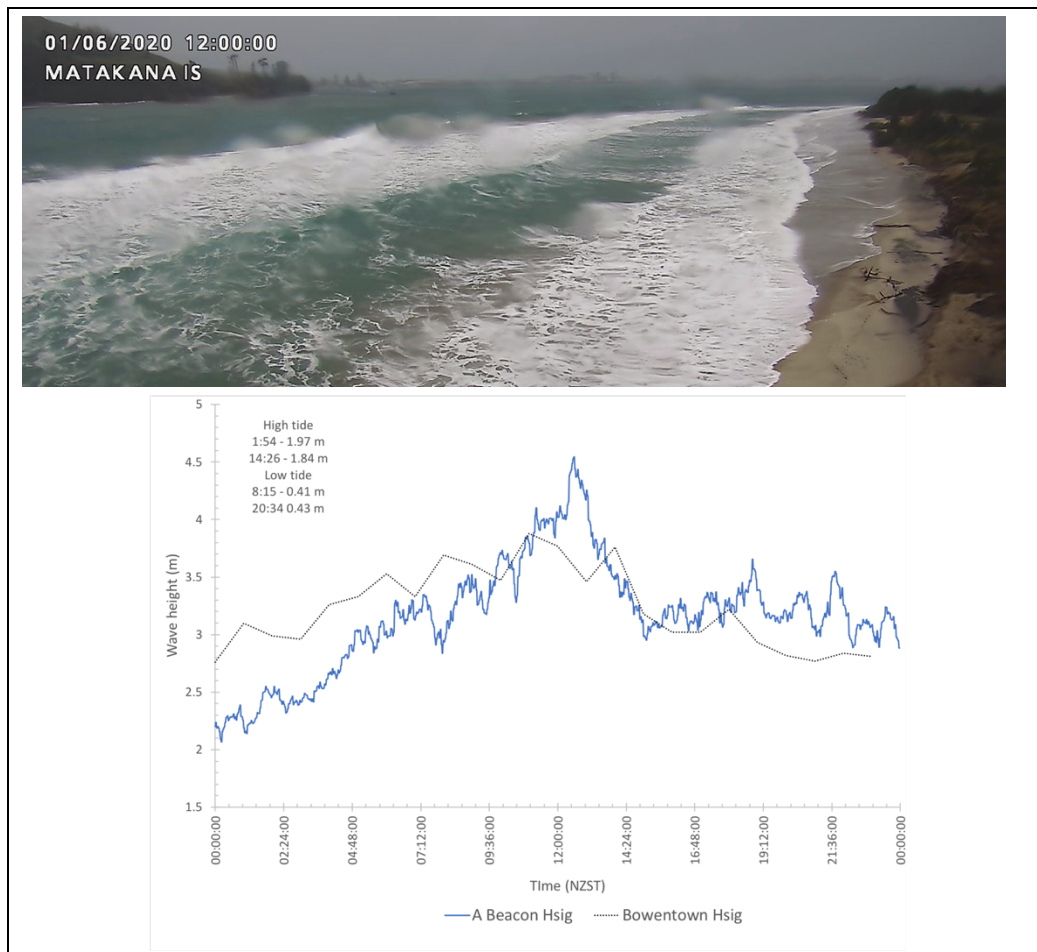 01/06/2020 12:00:00
MATAKANA IS
High tide
1:54 - 1.97 m
14:26 - 1.84 m
Low tide
8:15 - 0.41 m
20:34 0.43 m
5
4.5
4
3.5
3
2.5
2
1.5
Wave height (m)
00:00:00
02:24:00
04:48:00
07:12:00
09:36:00
12:00:00
14:24:00
16:48:00
19:12:00
21:36:00
00:00:00
TIme (NZST)
A Beacon Hsig
Bowentown Hsig